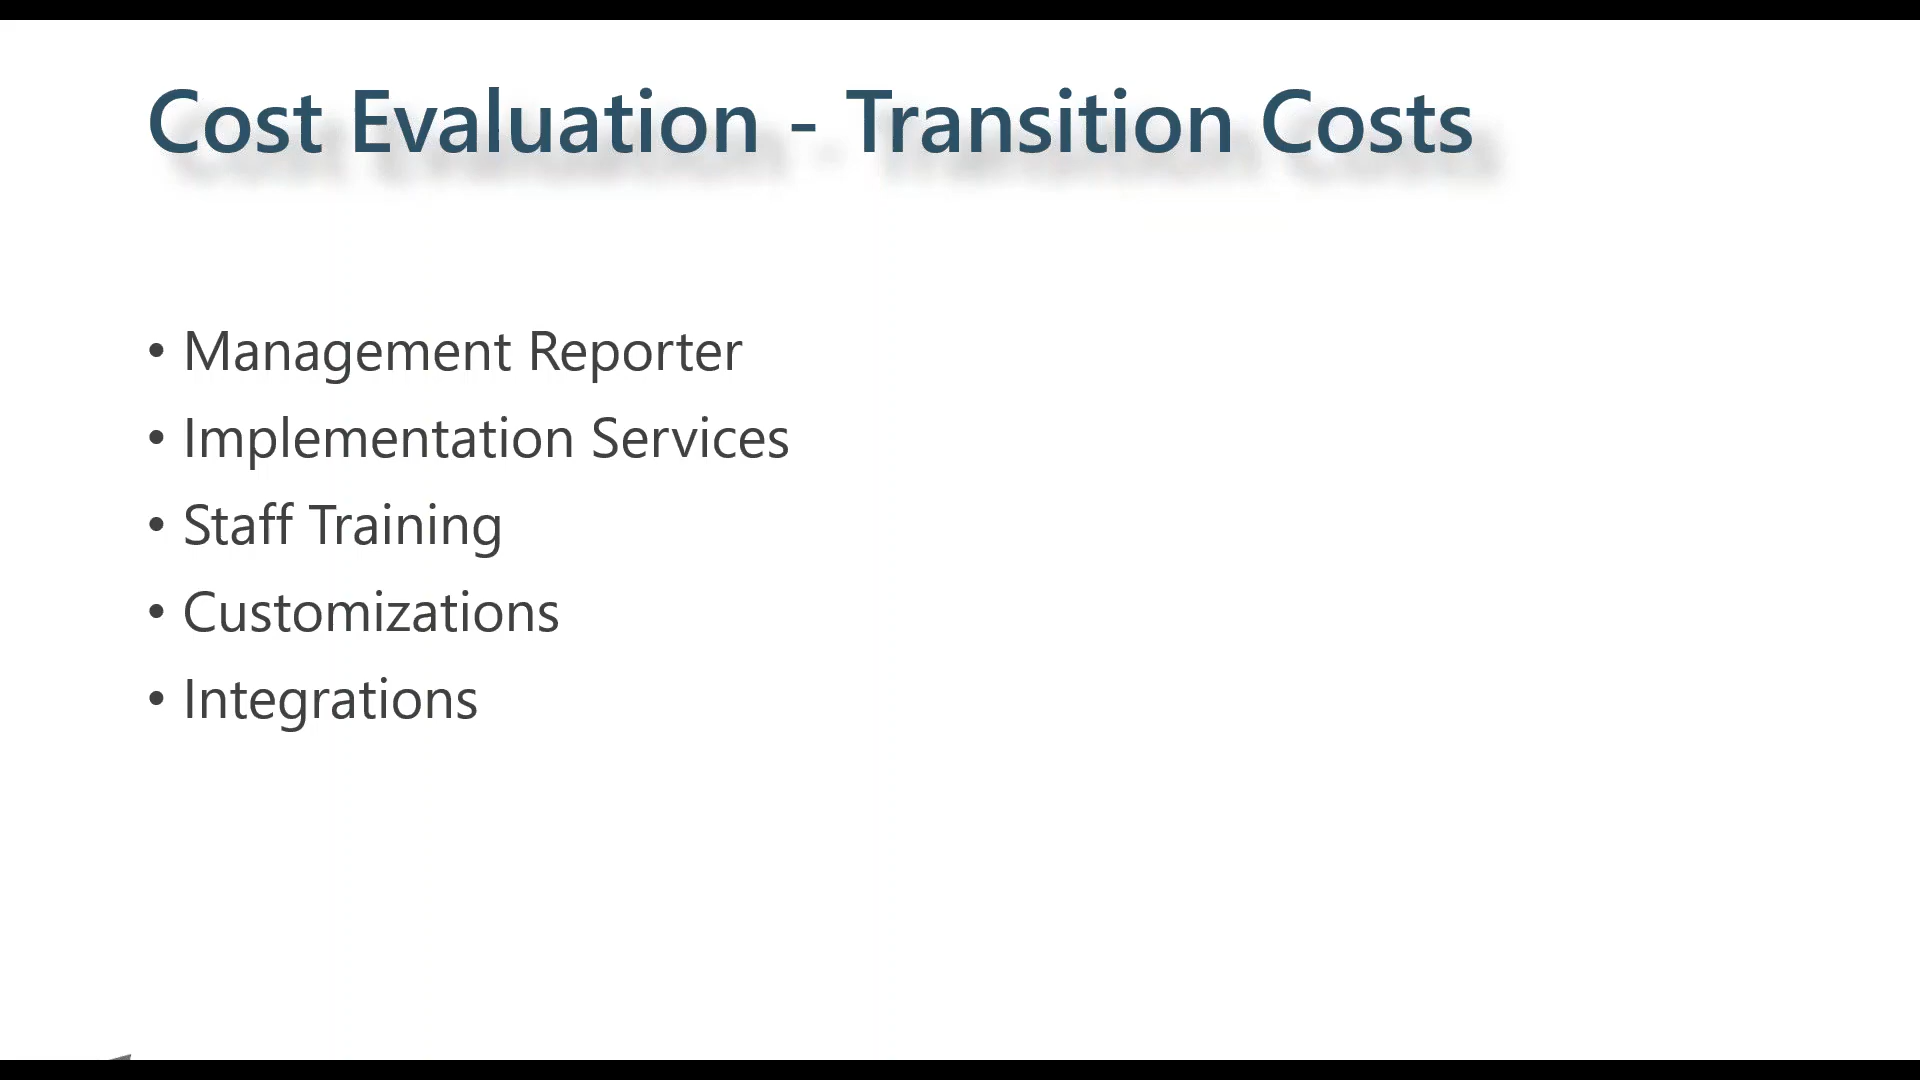 Cost Evaluation - Transition Costs
• Management Reporter
• Implementation Services
• Staff Training
• Customizations
• Integrations